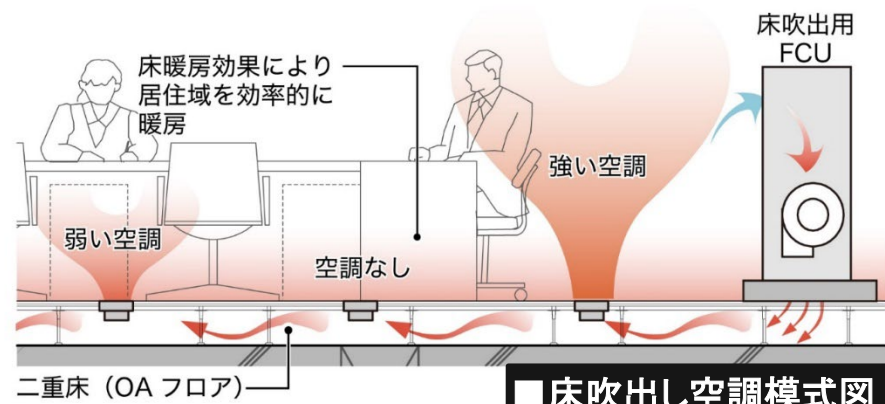 床吹出用
FCU
床暖房効果により
居住域を効率的に
暖房
強い空調
弱い空調
空調なし
二重床（OA フロア）
■床吹出し空調模式図